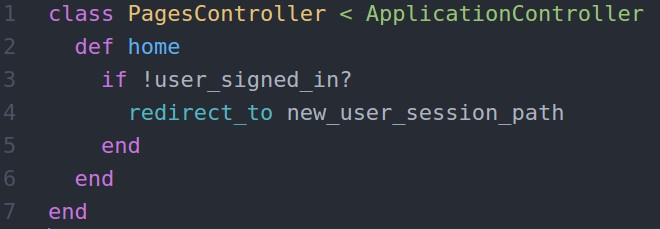 1 class PagesController < ApplicationController
2   def home
3     if !user_signed_in?
4       redirect_to new_user_session_path
5     end
6   end
7 end